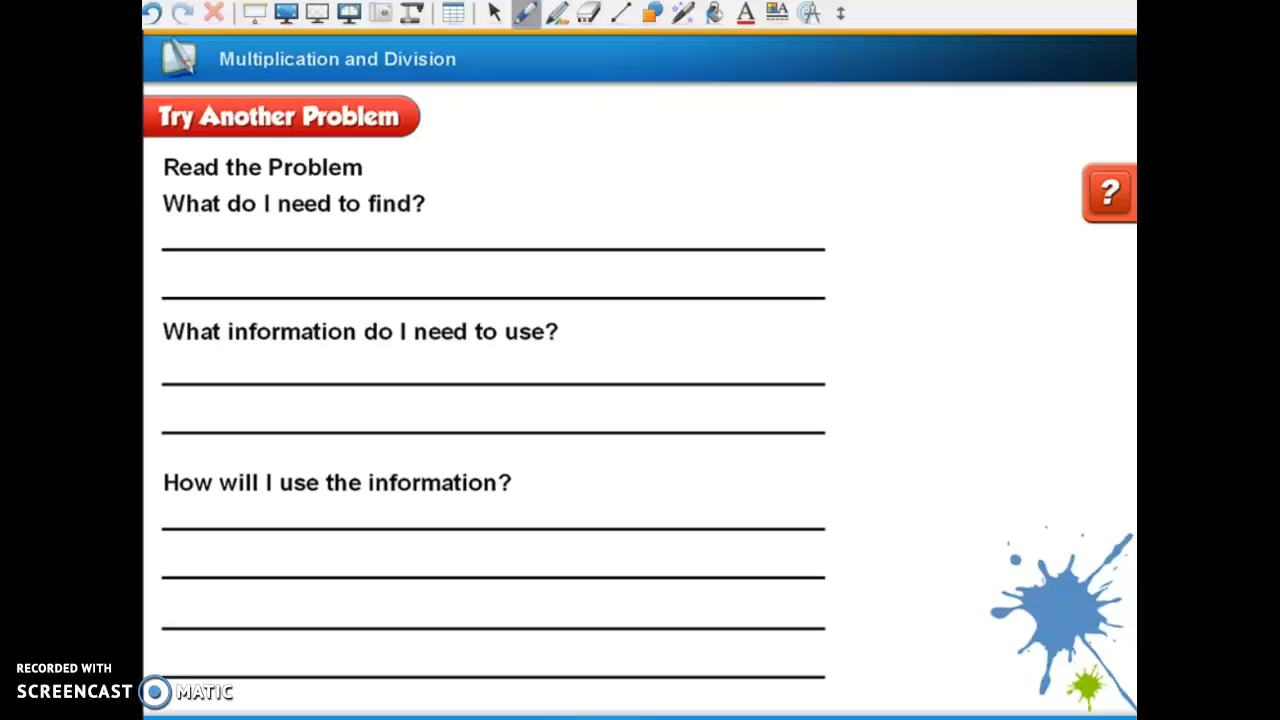 Multiplication and Division
Try Another Problem
Read the Problem
What do I need to find?
?
What information do I need to use?
How will I use the information?
RECORDED WITH
SCREENCAST MATIC